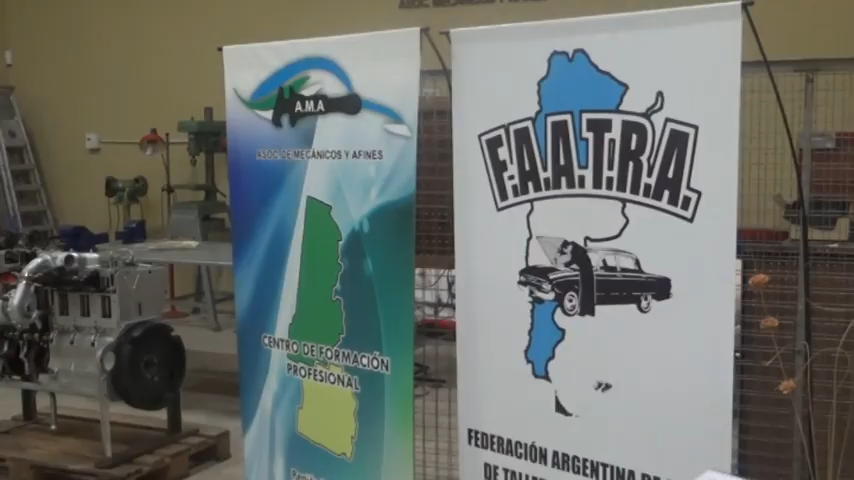 A.M.A
ASOC. DE MECÁNICOS Y AFINES
CENTRO DE FORMACIÓN
PROFESIONAL
F.A.A.T.R.A.
FEDERACIÓN ARGENTINA
DE